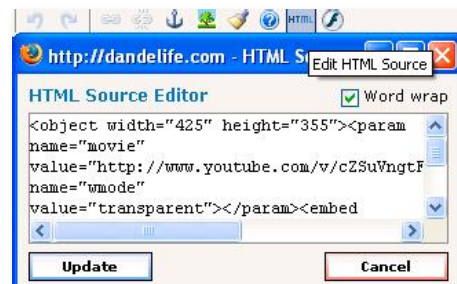 HTML
http://dandelife.com - HTML S
Edit HTML Source
HTML Source Editor
Word wrap
<object width="425" height="355"><param
name="movie"
value="http://www.youtube.com/v/cZSuVngtF
name="wmode"
value="transparent"></param><embed
Update
Cancel